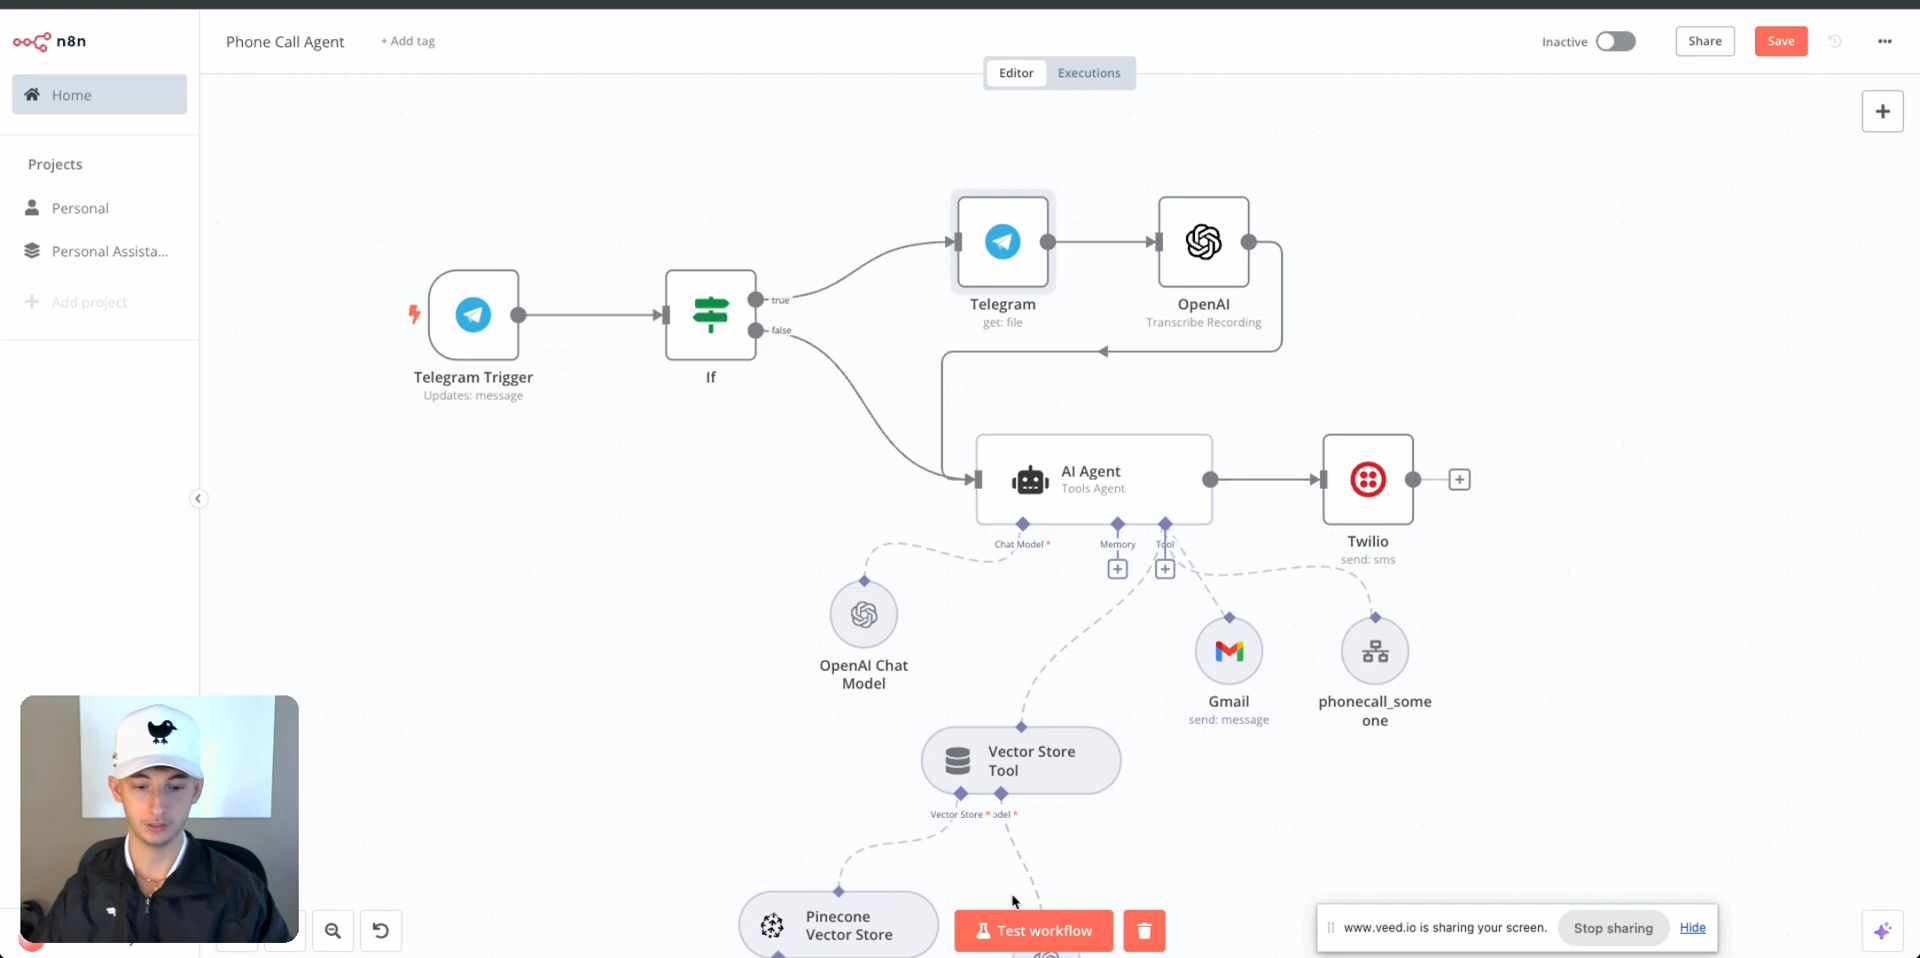 n8n
Phone Call Agent
+ Add tag
Inactive
Share
Save
Editor
Executions
Home
Projects
Personal
Personal Assista...
Add project
Telegram Trigger
Updates: message
If
true
false
Telegram
get: file
OpenAI
Transcribe Recording
AI Agent
Tools Agent
Chat Model *
Memory
Tool
Twilio
send: sms
OpenAI Chat
Model
Gmail
send: message
phonecall_some
one
Vector Store
Tool
Vector Store *
odel *
Pinecone
Vector Store
Test workflow
www.veed.io is sharing your screen.
Stop sharing
Hide